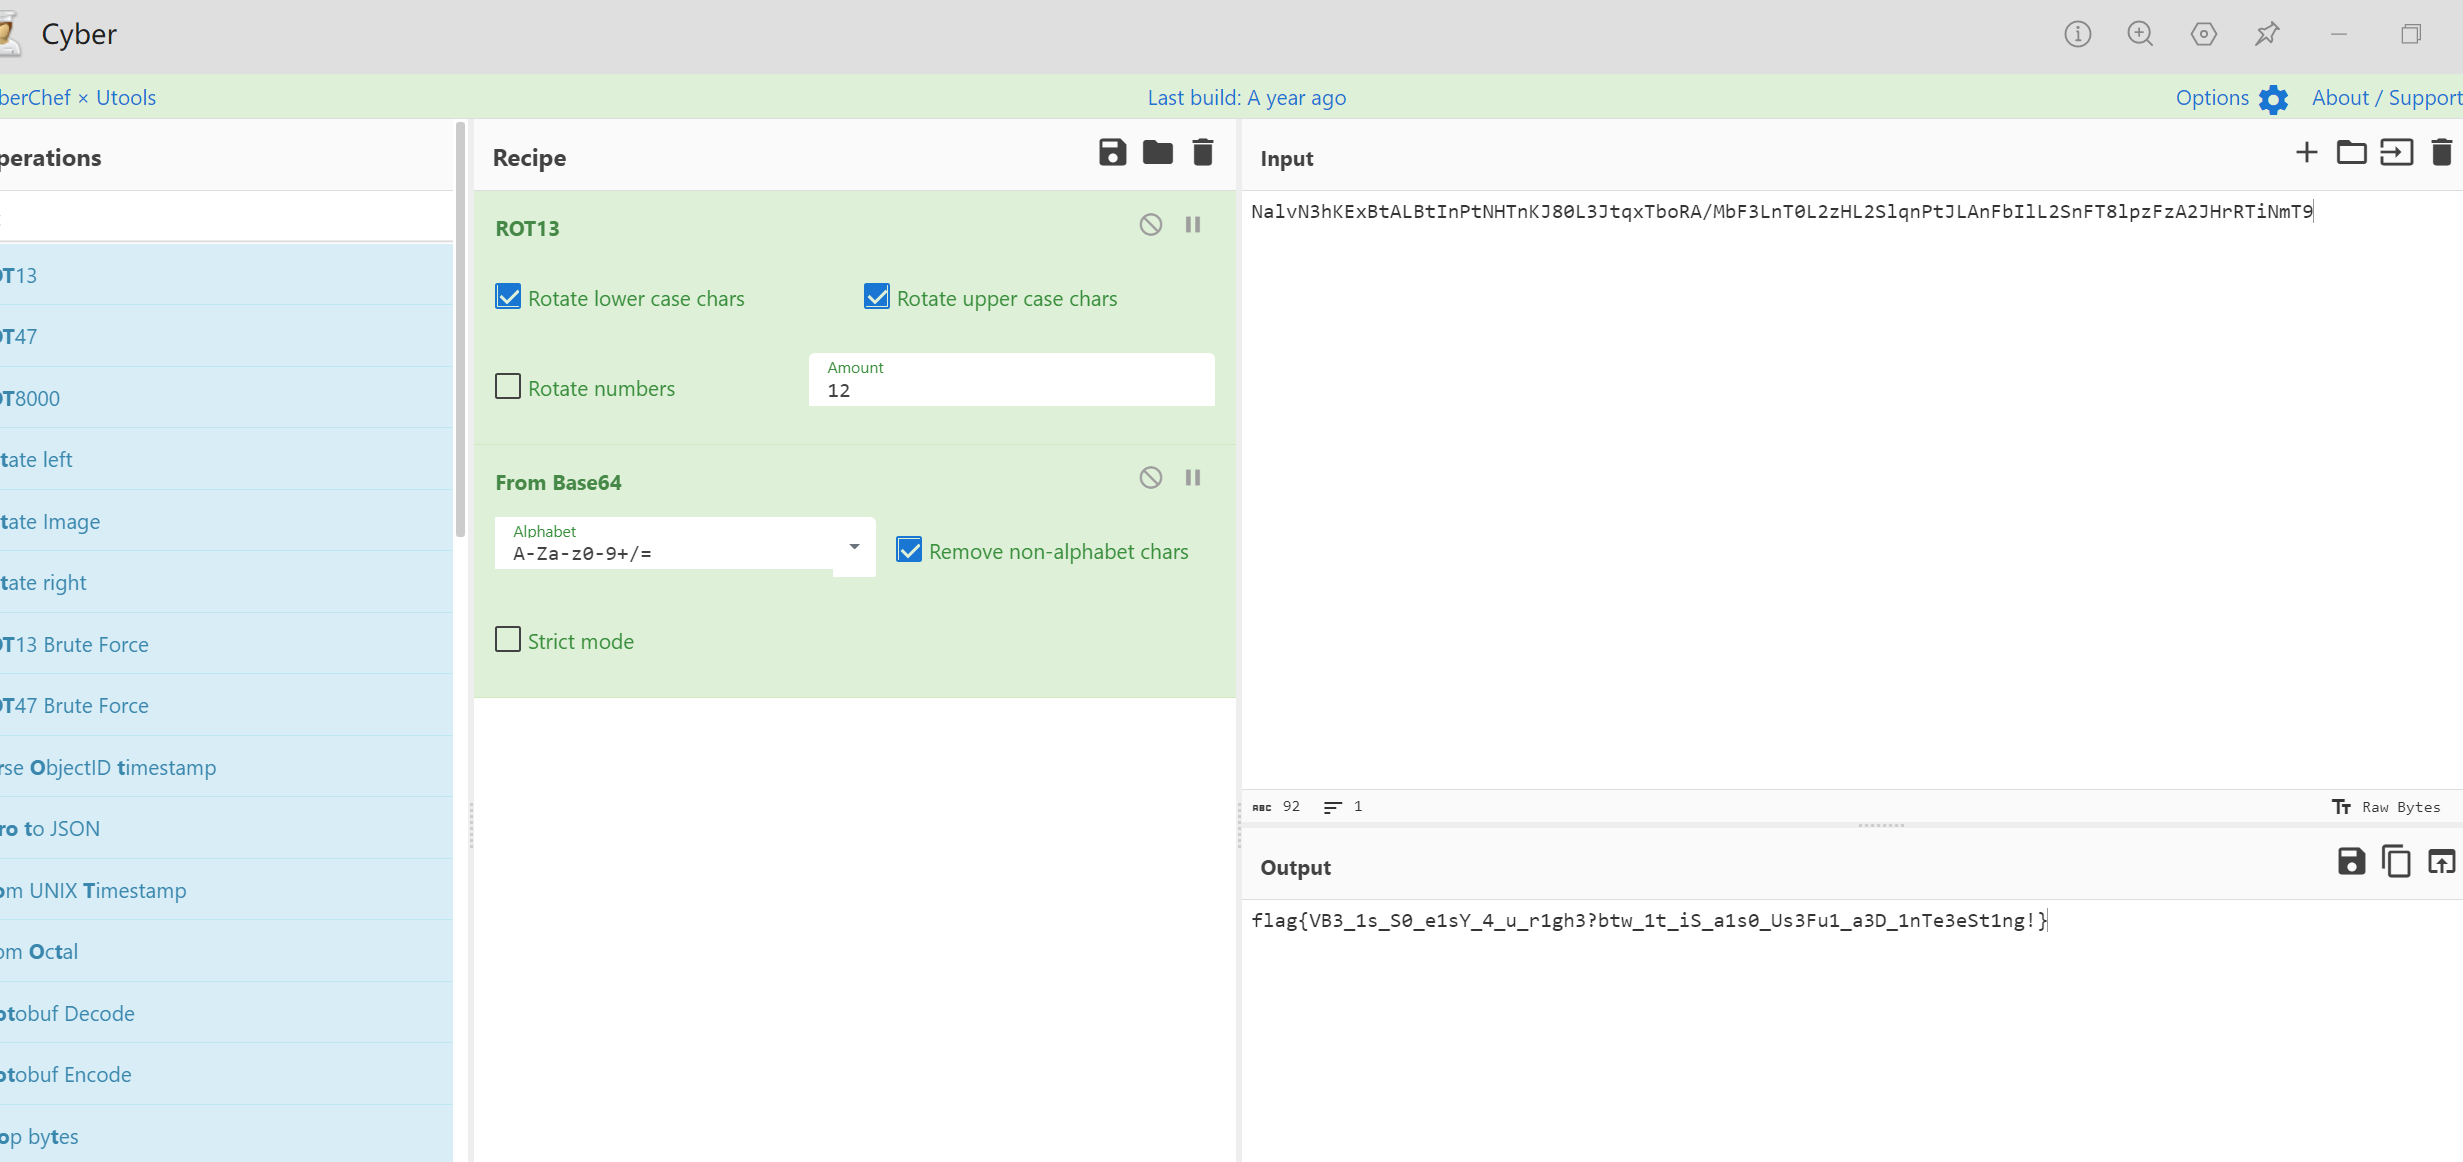 Cyber
berChef × Utools
Last build: A year ago
Options
About / Support
perations
Recipe
Input
OT13
OT47
OT8000
tate left
tate Image
tate right
OT13 Brute Force
OT47 Brute Force
rse ObjectID timestamp
ro to JSON
om UNIX Timestamp
om Octal
otobuf Decode
otobuf Encode
op bytes
ROT13
Rotate lower case chars
Rotate upper case chars
Rotate numbers
Amount
12
From Base64
Alphabet
A-Za-z0-9+/=
Remove non-alphabet chars
Strict mode
NalvN3hKExBtALBtInPtNHTnKJ80L3JtqxTboRA/MbF3LnT0L2zHL2SlqnPtJLAnFbIlL2SnFT8lpzFzA2JHrRTiNmT9
ABC 92
1
Tт Raw Bytes
Output
flag{VB3_1s_S0_e1sY_4_u_r1gh3?btw_1t_iS_a1s0_Us3Fu1_a3D_1nTe3eSt1ng!}